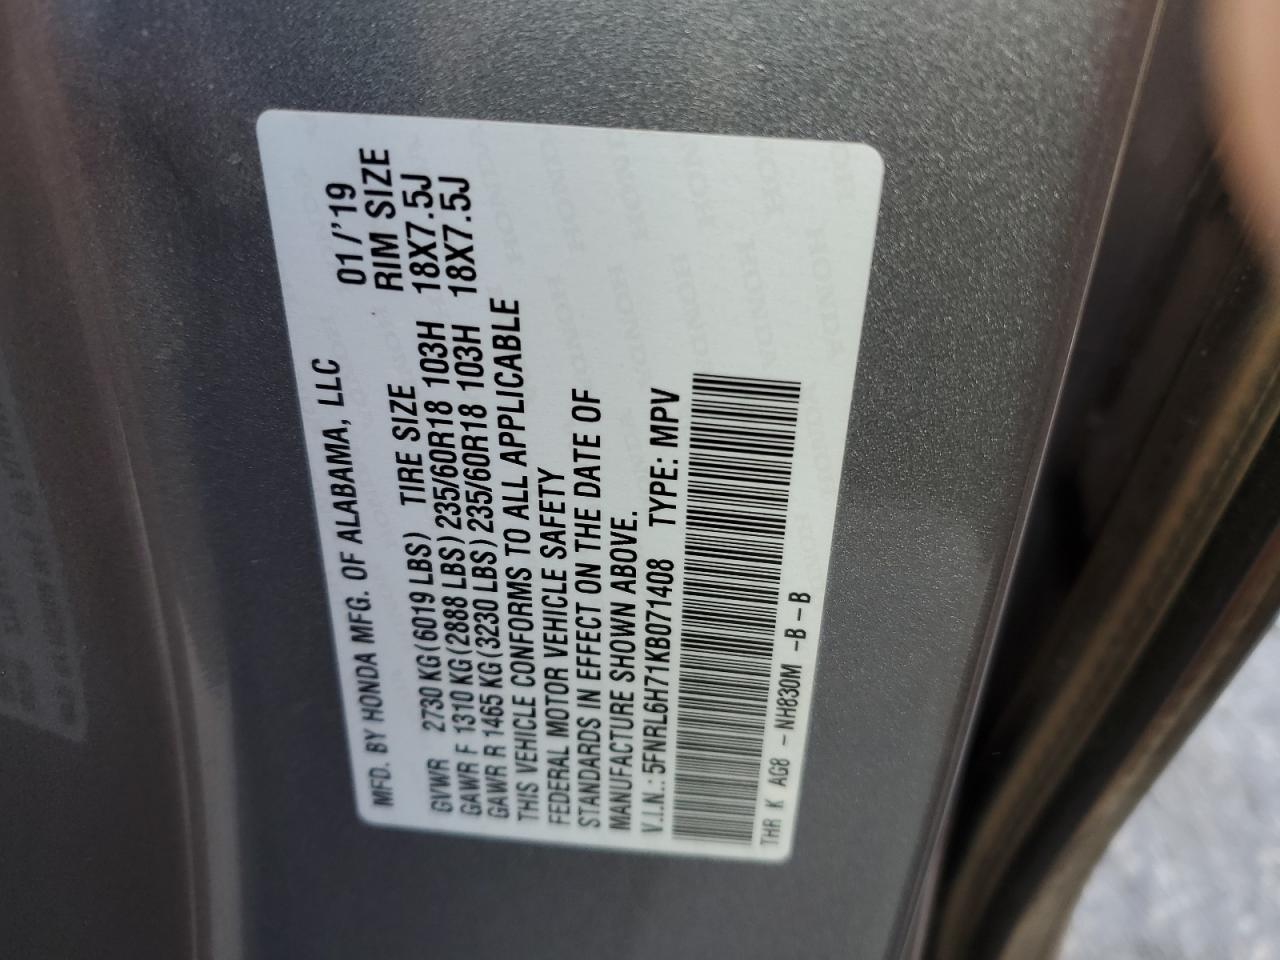 MFD. BY HONDA MFG. OF ALABAMA, LLC 01/'19
GVWR 2730 KG (6019 LBS) TIRE SIZE RIM SIZE
GAWR F 1310 KG (2888 LBS) 235/60R18 103H 18X7.5J
GAWR R 1465 KG (3230 LBS) 235/60R18 103H 18X7.5J
THIS VEHICLE CONFORMS TO ALL APPLICABLE
FEDERAL MOTOR VEHICLE SAFETY
STANDARDS IN EFFECT ON THE DATE OF
MANUFACTURE SHOWN ABOVE.
V.I.N.: 5FNRL6H71KB071408 TYPE: MPV
THR K AG8 - NH830M -B-B